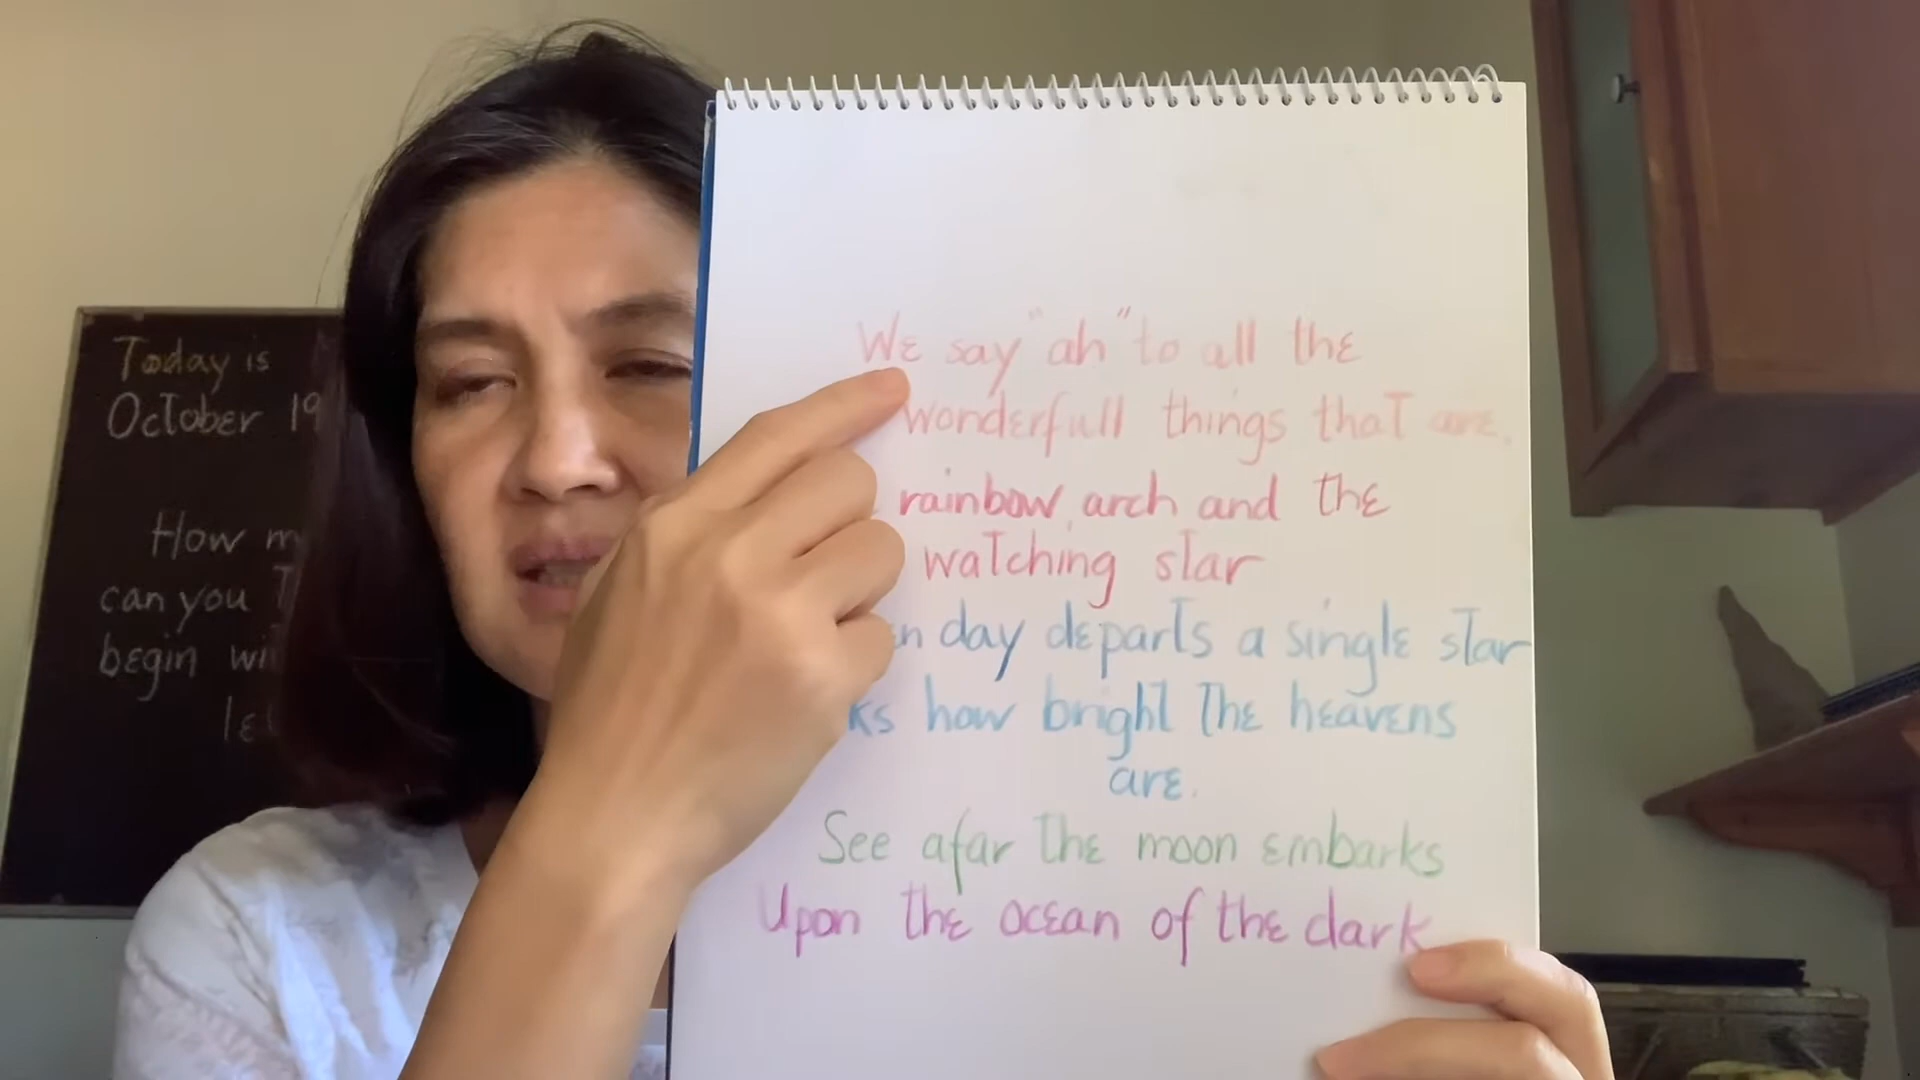 Today is
October 19
How m
can you T
begin wi
le
We say "ah" to all the
wonderfull things that are.
rainbow arch and the
watching star
n day departs a single star
ks how bright the heavens
are.
See afar the moon embarks
Upon the ocean of the dark